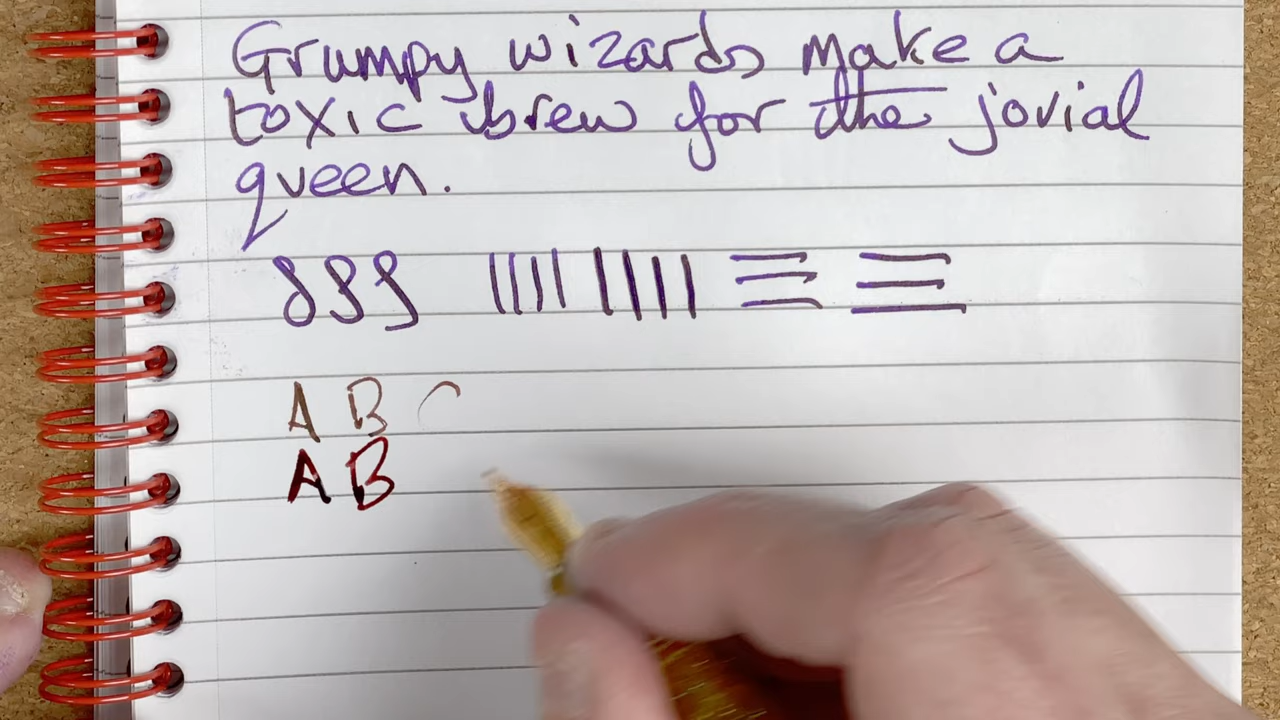 Grumpy wizards make a
toxic brew for the jovial
queen.
A B C
A B